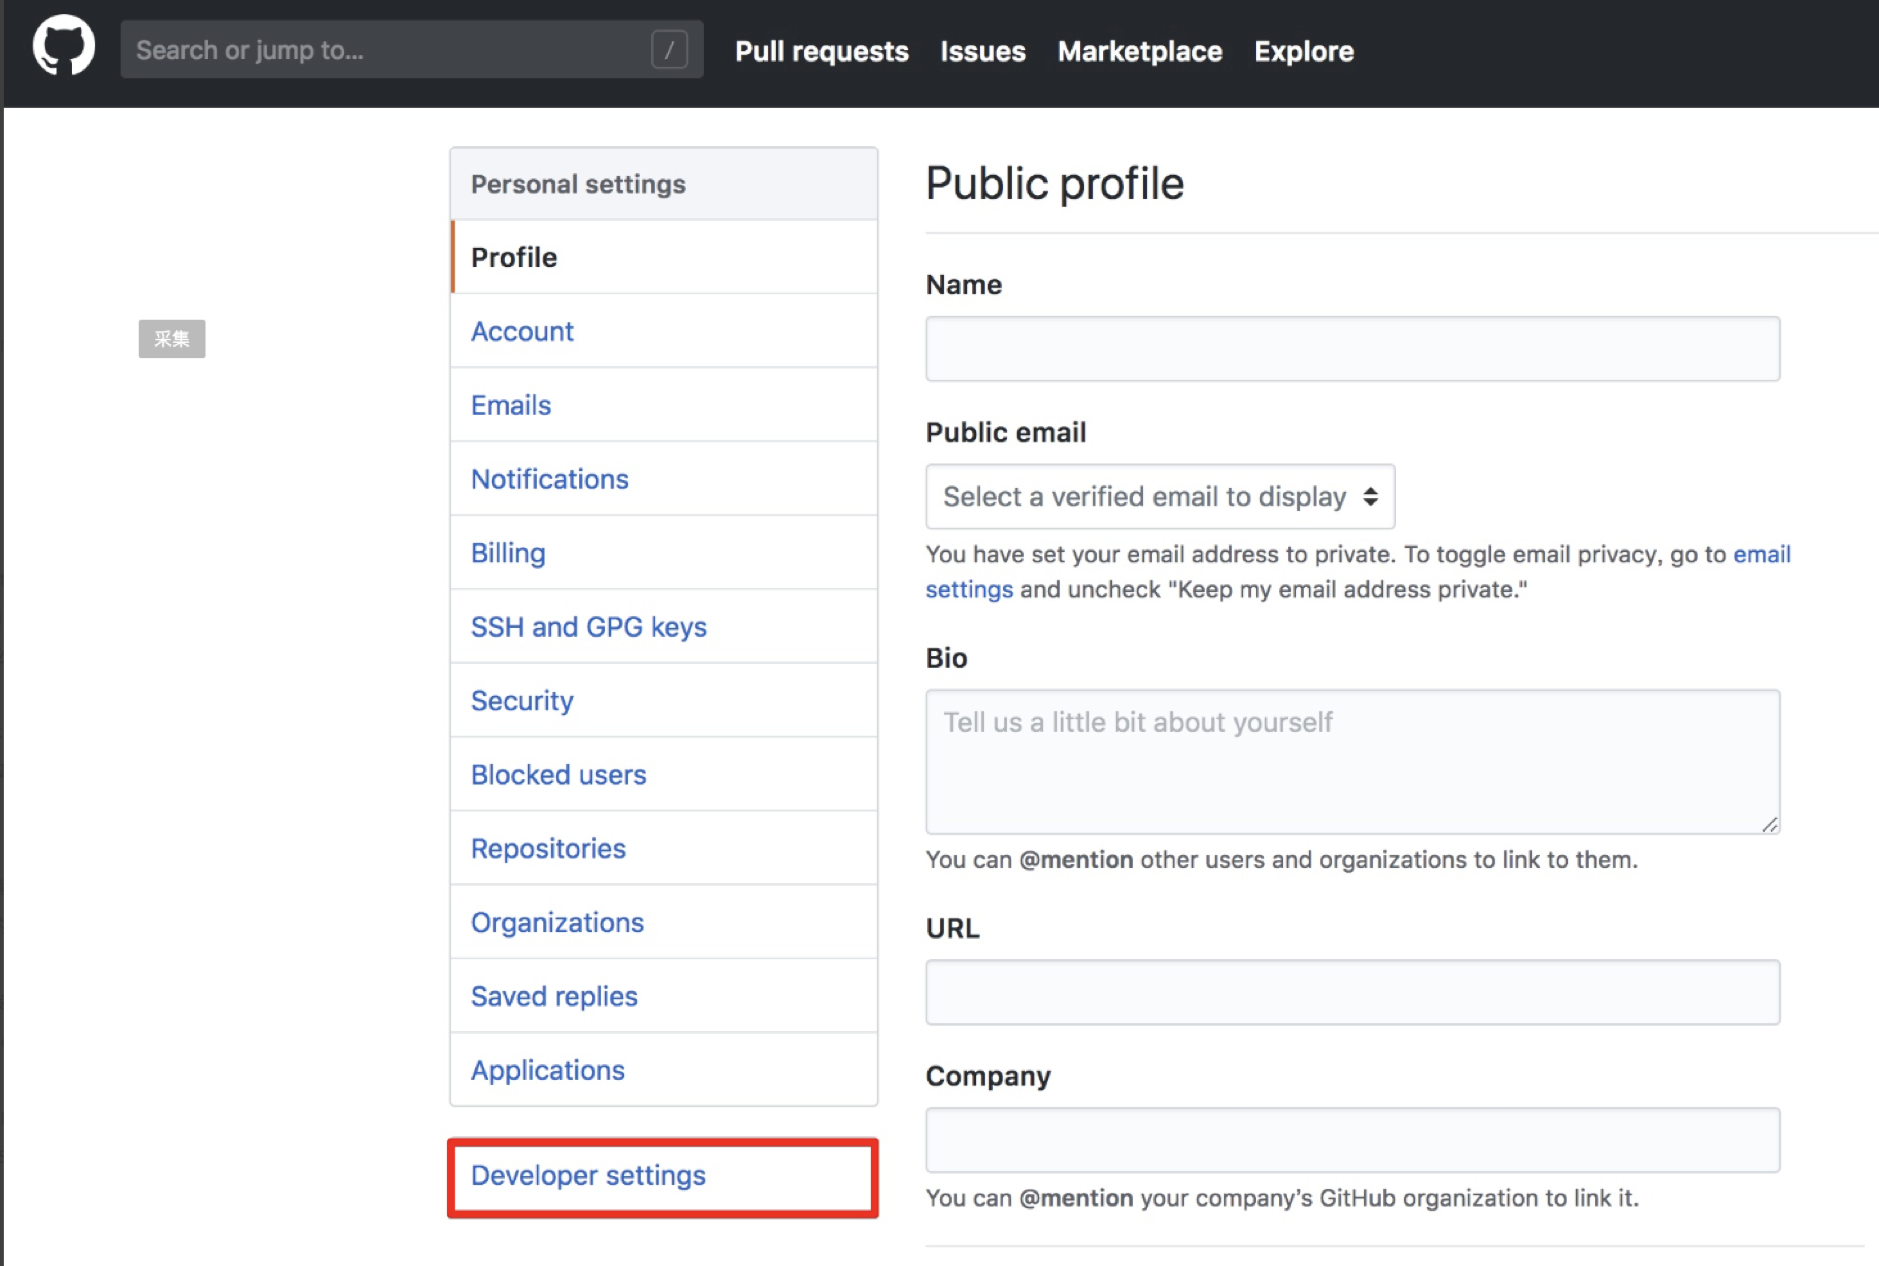 Search or jump to... /
Pull requests
Issues
Marketplace
Explore
采集
Personal settings
Profile
Account
Emails
Notifications
Billing
SSH and GPG keys
Security
Blocked users
Repositories
Organizations
Saved replies
Applications
Developer settings
Public profile
Name
Public email
Select a verified email to display
You have set your email address to private. To toggle email privacy, go to email
settings and uncheck "Keep my email address private."
Bio
Tell us a little bit about yourself
You can @mention other users and organizations to link to them.
URL
Company
You can @mention your company’s GitHub organization to link it.